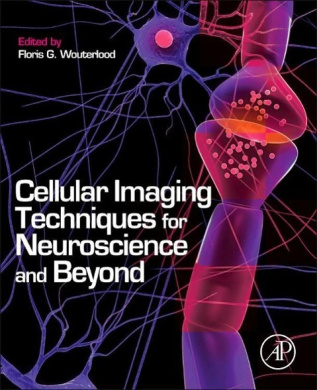 Edited by
Floris G. Wouterlood
Cellular Imaging
Techniques for
Neuroscience
and Beyond
AP